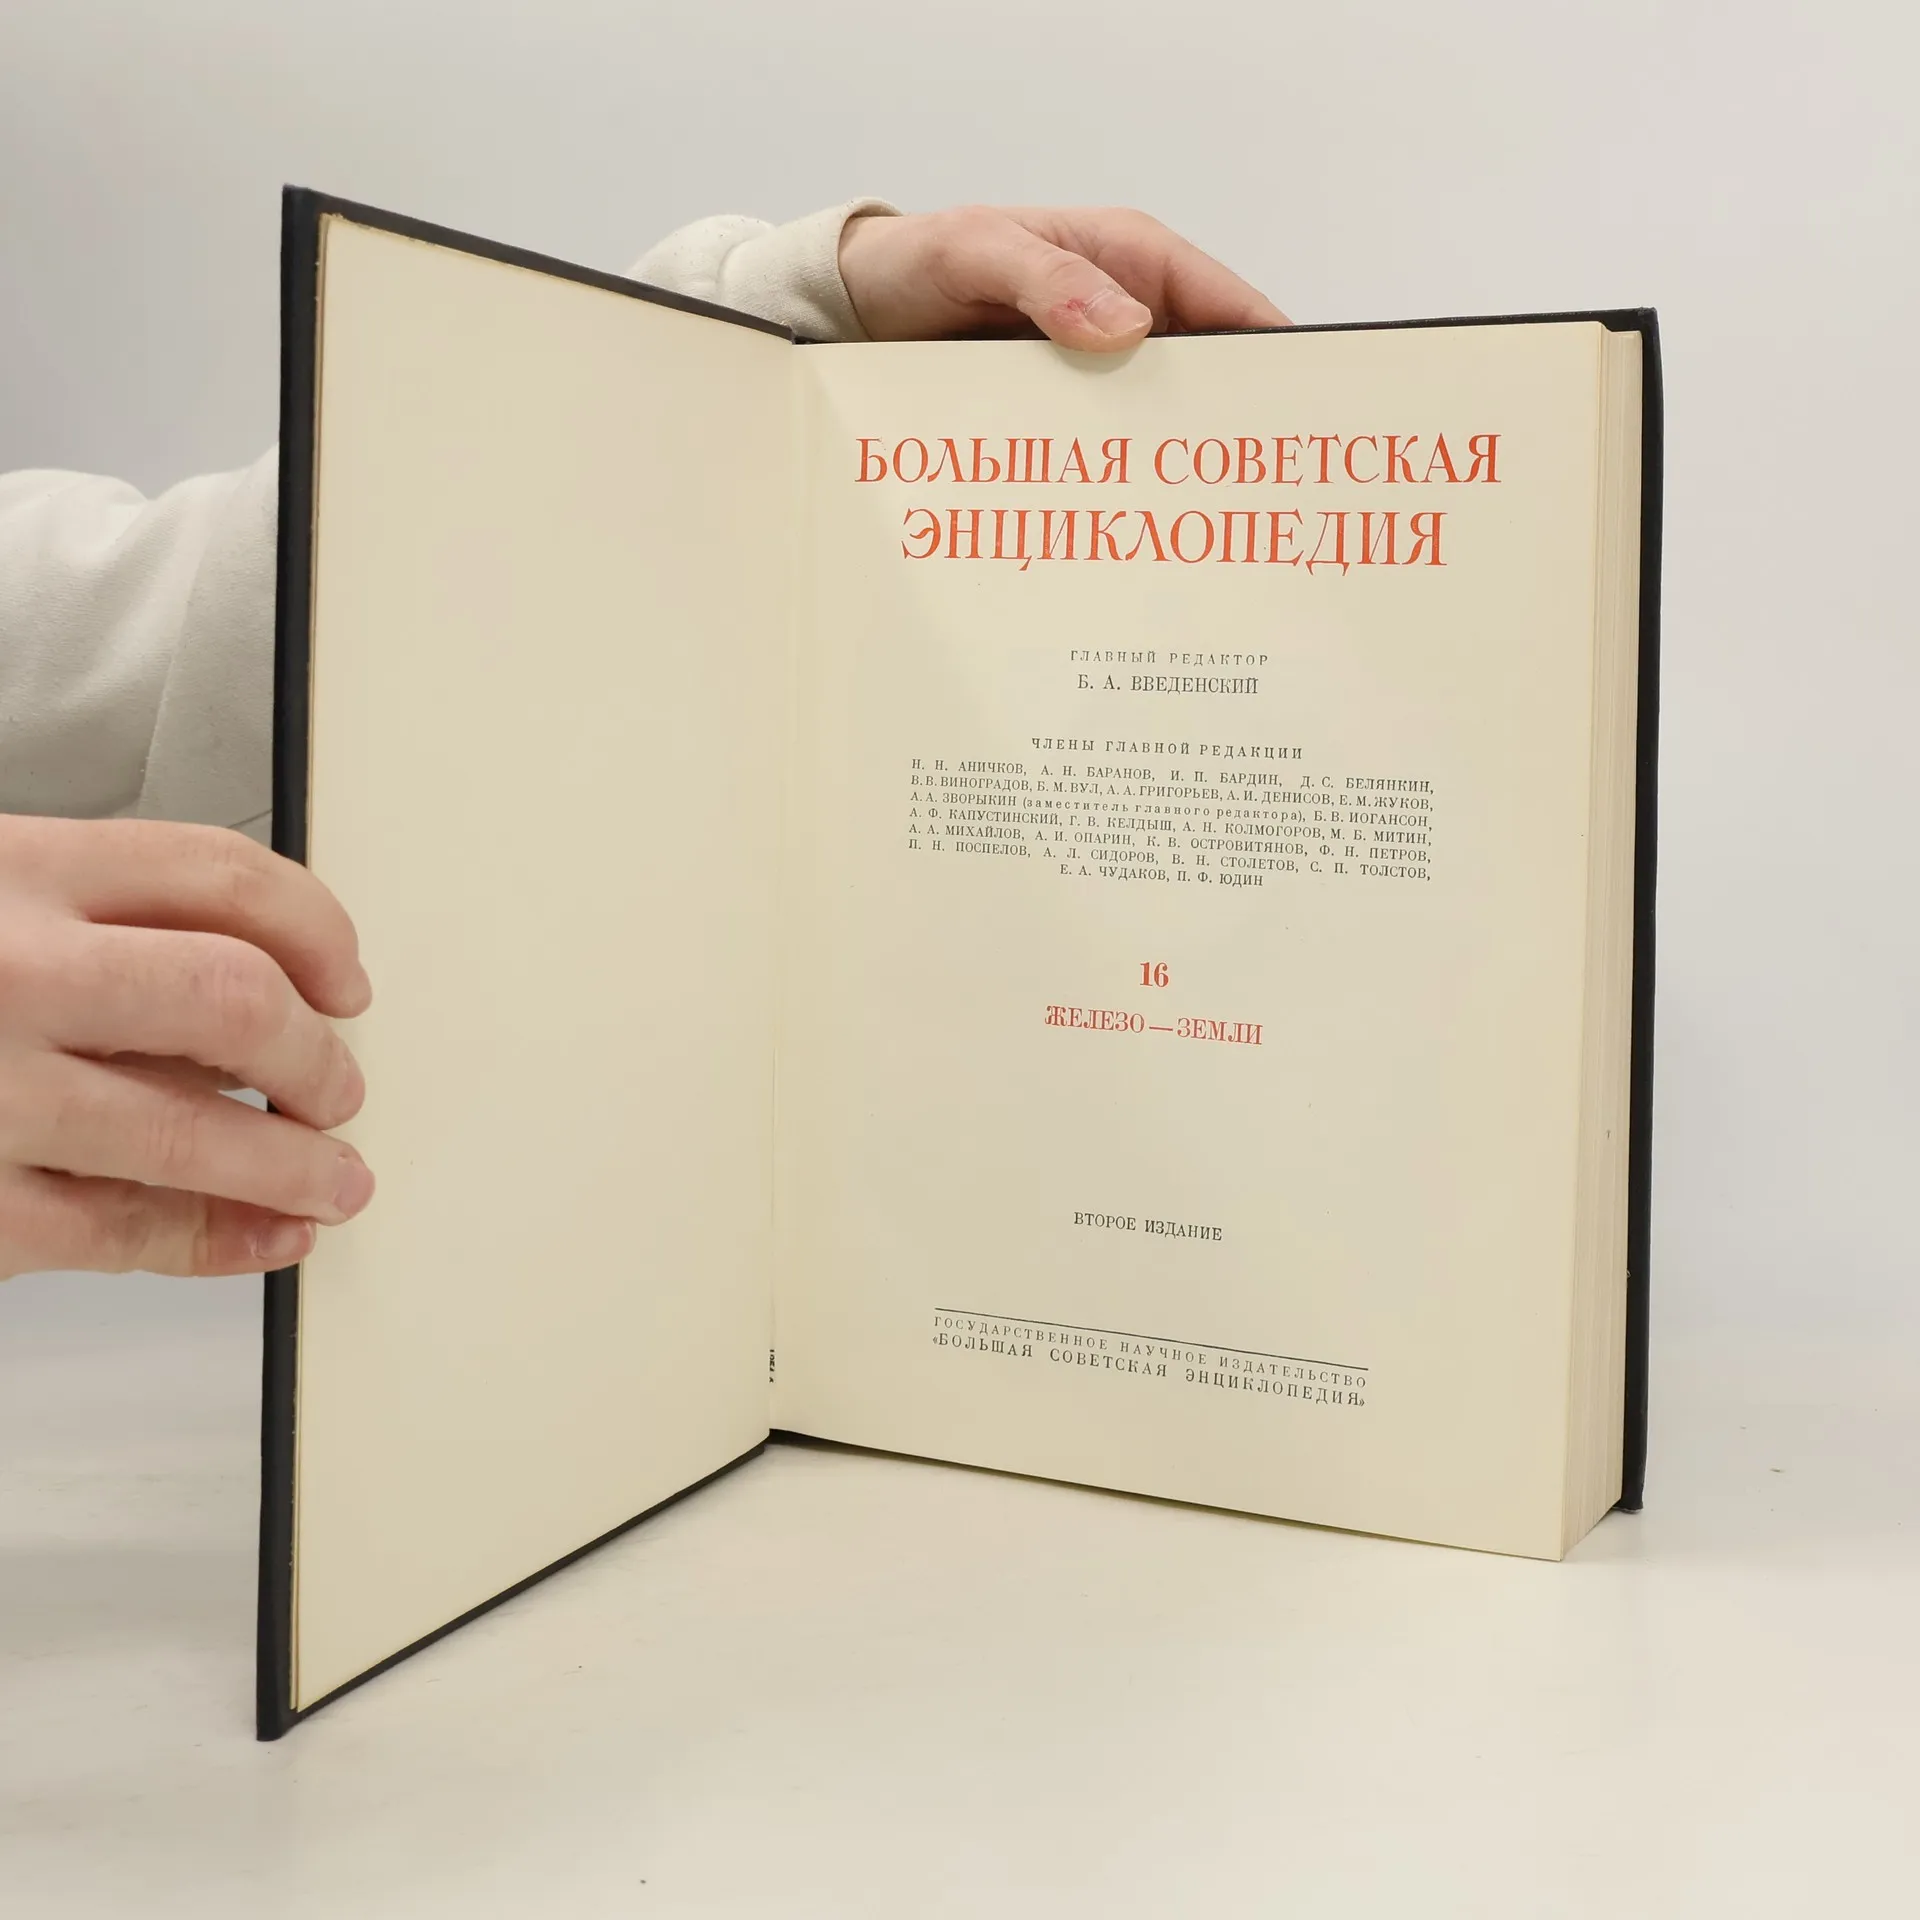 БОЛЬШАЯ СОВЕТСКАЯ
ЭНЦИКЛОПЕДИЯ
ГЛАВНЫЙ РЕДАКТОР
Б. А. ВВЕДЕНСКИЙ
ЧЛЕНЫ ГЛАВНОЙ РЕДАКЦИИ
Н. Н. АНИЧКОВ, А. Н. БАРАНОВ, И. П. БАРДИН, Д. С. БЕЛЯНКИН,
В. В. ВИНОГРАДОВ, Б. М. ВУЛ, А. А. ГРИГОРЬЕВ, А. И. ДЕНИСОВ, Е. М. ЖУКОВ,
А. А. ЗВОРЫКИН (заместитель главного редактора), Б. В. ИОГАНСОН,
А. Ф. КАПУСТИНСКИЙ, Г. В. КЕЛДЫШ, А. Н. КОЛМОГОРОВ, М. Б. МИТИН,
А. А. МИХАЙЛОВ, А. И. ОПАРИН, К. В. ОСТРОВИТЯНОВ, Ф. Н. ПЕТРОВ,
П. Н. ПОСПЕЛОВ, А. Л. СИДОРОВ, В. Н. СТОЛЕТОВ, С. П. ТОЛСТОВ,
Е. А. ЧУДАКОВ, П. Ф. ЮДИН
16
ЖЕЛЕЗО — ЗЕМЛИ
ВТОРОЕ ИЗДАНИЕ
ГОСУДАРСТВЕННОЕ НАУЧНОЕ ИЗДАТЕЛЬСТВО
«БОЛЬШАЯ СОВЕТСКАЯ ЭНЦИКЛОПЕДИЯ»